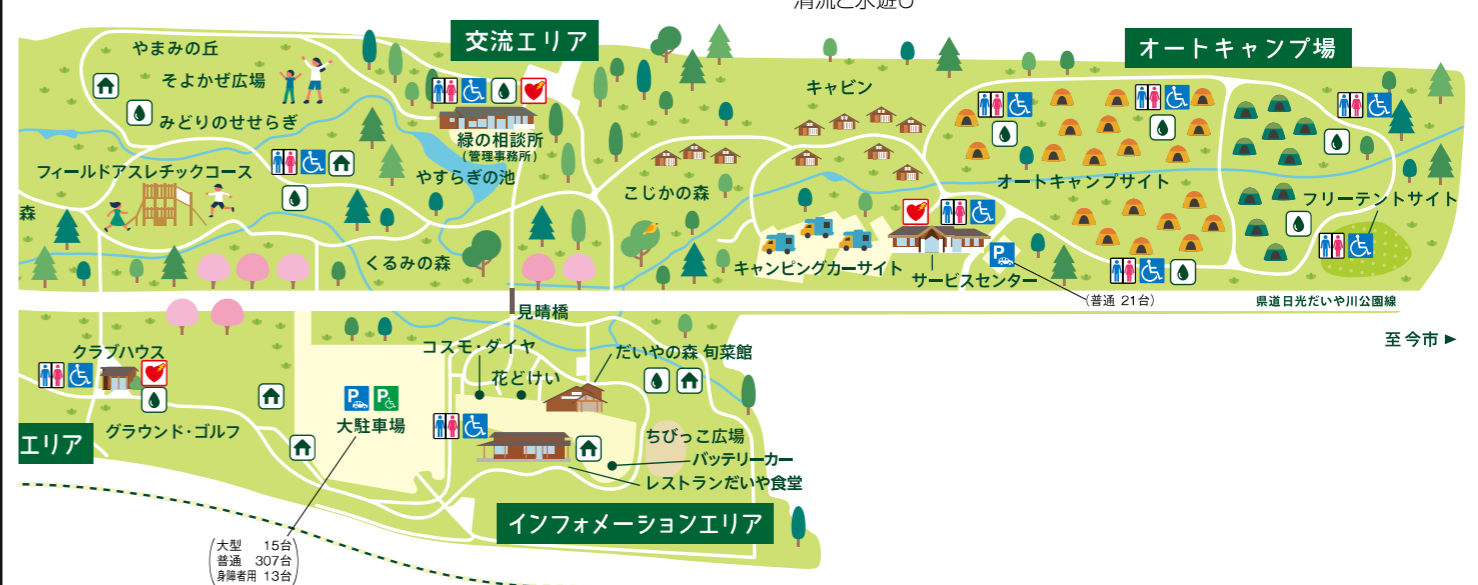 清流と水遊び
交流エリア
オートキャンプ場
やまみの丘
そよかぜ広場
みどりのせせらぎ
フィールドアスレチックコース
森
緑の相談所
(管理事務所)
やすらぎの池
くるみの森
キャビン
こじかの森
キャンピングカーサイト
サービスセンター
P
(普通 21台)
オートキャンプサイト
フリーテントサイト
県道日光だいや川公園線
至今市▶
見晴橋
クラブハウス
グラウンド・ゴルフ
エリア
P P
大駐車場
大型 15台
普通 307台
身障者用 13台
コスモ・ダイヤ
花どけい
だいやの森 旬菜館
ちびっこ広場
バッテリーカー
レストランだいや食堂
インフォメーションエリア